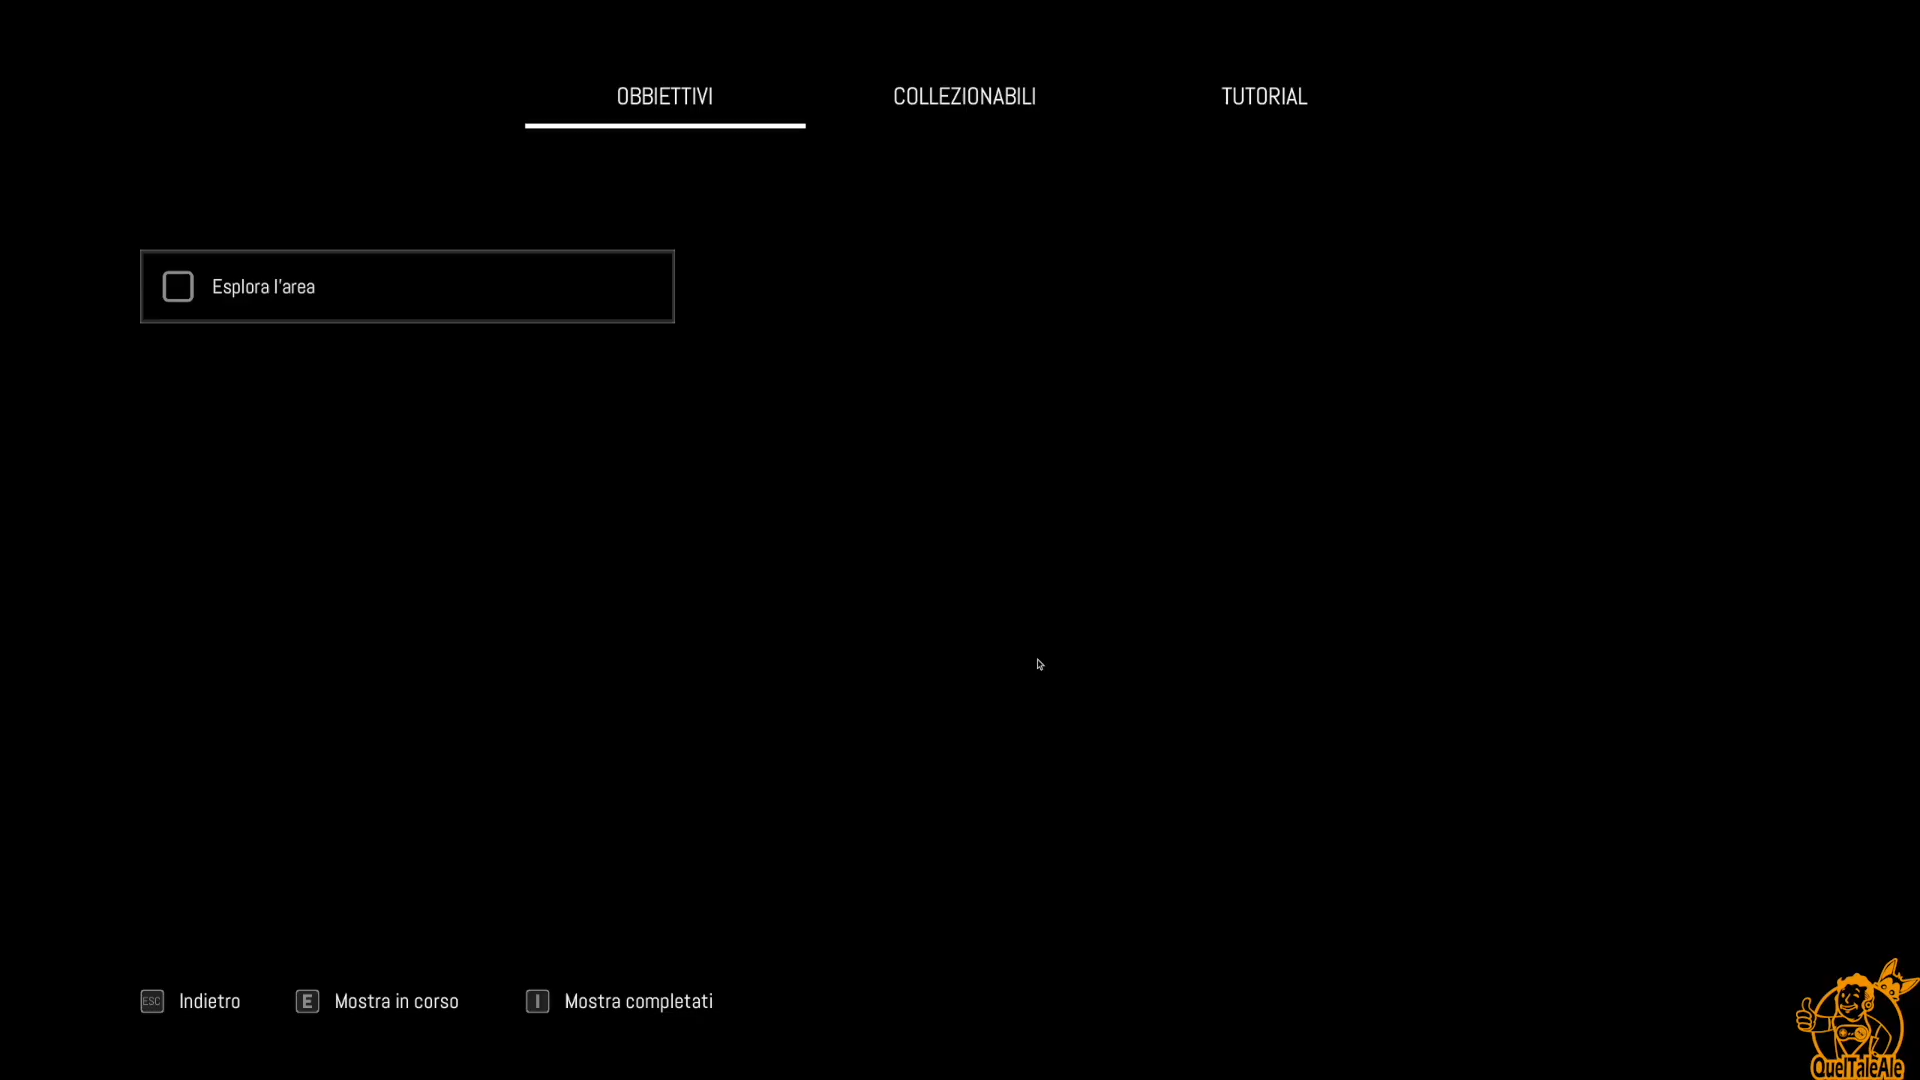 OBBIETTIVI COLLEZIONABILI TUTORIAL
Esplora l'area
ESC Indietro E Mostra in corso I Mostra completati
QuelTaleAle